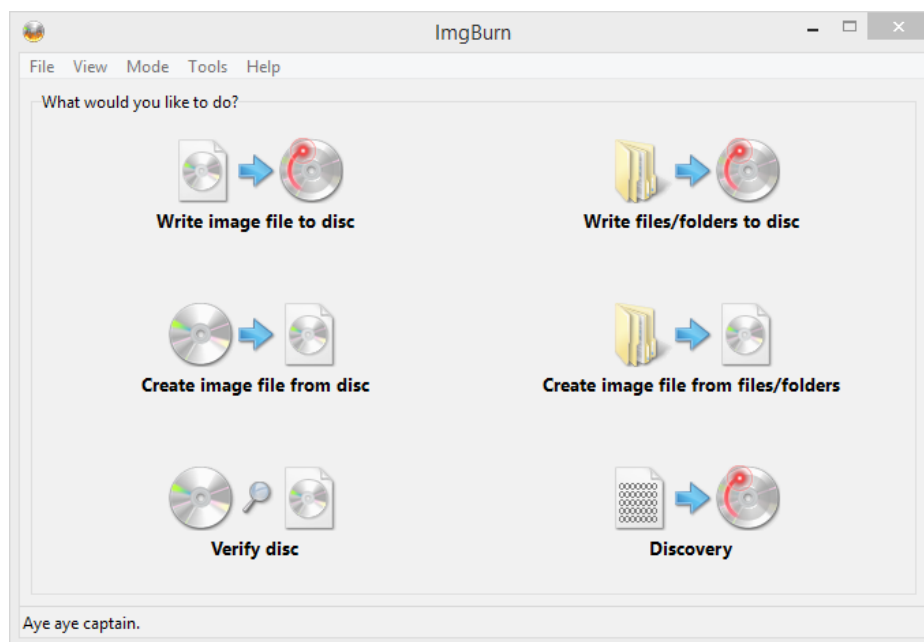 ImgBurn
File View Mode Tools Help
What would you like to do?
Write image file to disc
Write files/folders to disc
Create image file from disc
Create image file from files/folders
Verify disc
Discovery
Aye aye captain.